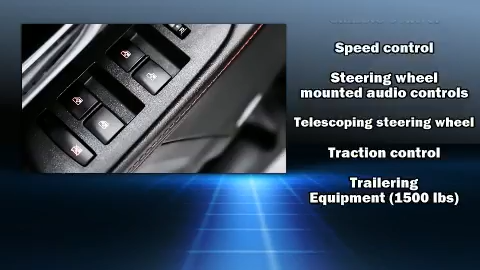 Speed control
Steering wheel
mounted audio controls
Telescoping steering wheel
Traction control
Trailering
Equipment (1500 lbs)